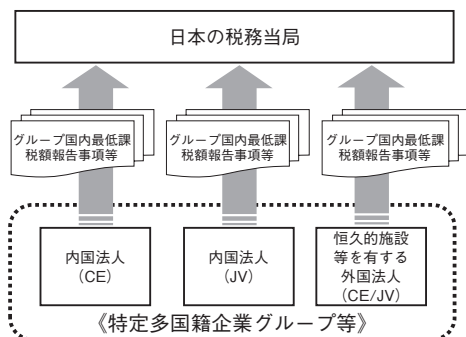 日本の税務当局
グループ国内最低課
税額報告事項等
グループ国内最低課
税額報告事項等
グループ国内最低課
税額報告事項等
内国法人
（CE）
内国法人
（JV）
恒久的施設
等を有する
外国法人
（CE/JV）
《特定多国籍企業グループ等》